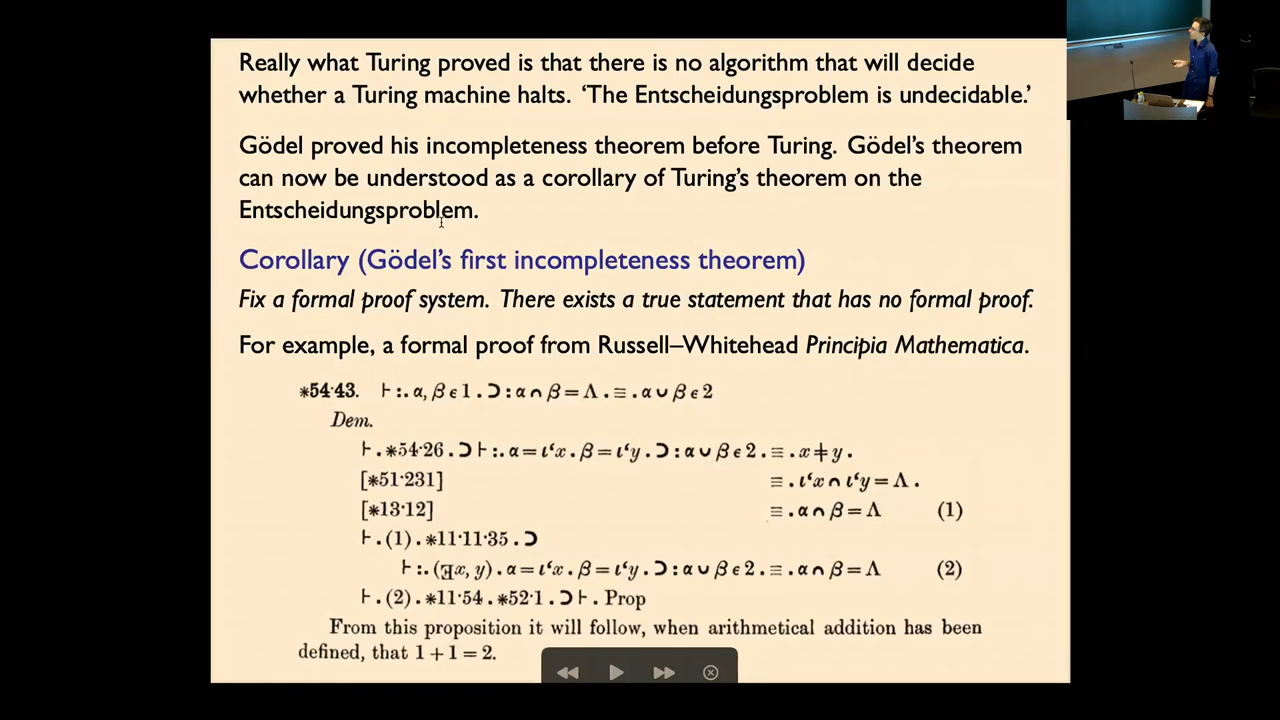 Really what Turing proved is that there is no algorithm that will decide
whether a Turing machine halts. ‘The Entscheidungsproblem is undecidable.’
Gödel proved his incompleteness theorem before Turing. Gödel’s theorem
can now be understood as a corollary of Turing’s theorem on the
Entscheidungsproblem.
Corollary (Gödel’s first incompleteness theorem)
Fix a formal proof system. There exists a true statement that has no formal proof.
For example, a formal proof from Russell–Whitehead Principia Mathematica.
∗54·43. ⊢:. α, β ϵ 1 . ⊃ : α ∩ β = Λ . ≡ . α ∪ β ϵ 2
Dem.
⊢ . ∗54·26 . ⊃ ⊢:. α = ι‘x . β = ι‘y . ⊃ : α ∪ β ϵ 2 . ≡ . x ≠ y .
[∗51·231] ≡ . ι‘x ∩ ι‘y = Λ .
[∗13·12] ≡ . α ∩ β = Λ (1)
⊢ . (1) . ∗11·11·35 . ⊃
⊢:. (∃x, y) . α = ι‘x . β = ι‘y . ⊃ : α ∪ β ϵ 2 . ≡ . α ∩ β = Λ (2)
⊢ . (2) . ∗11·54 . ∗52·1 . ⊃ ⊢ . Prop
From this proposition it will follow, when arithmetical addition has been
defined, that 1 + 1 = 2.